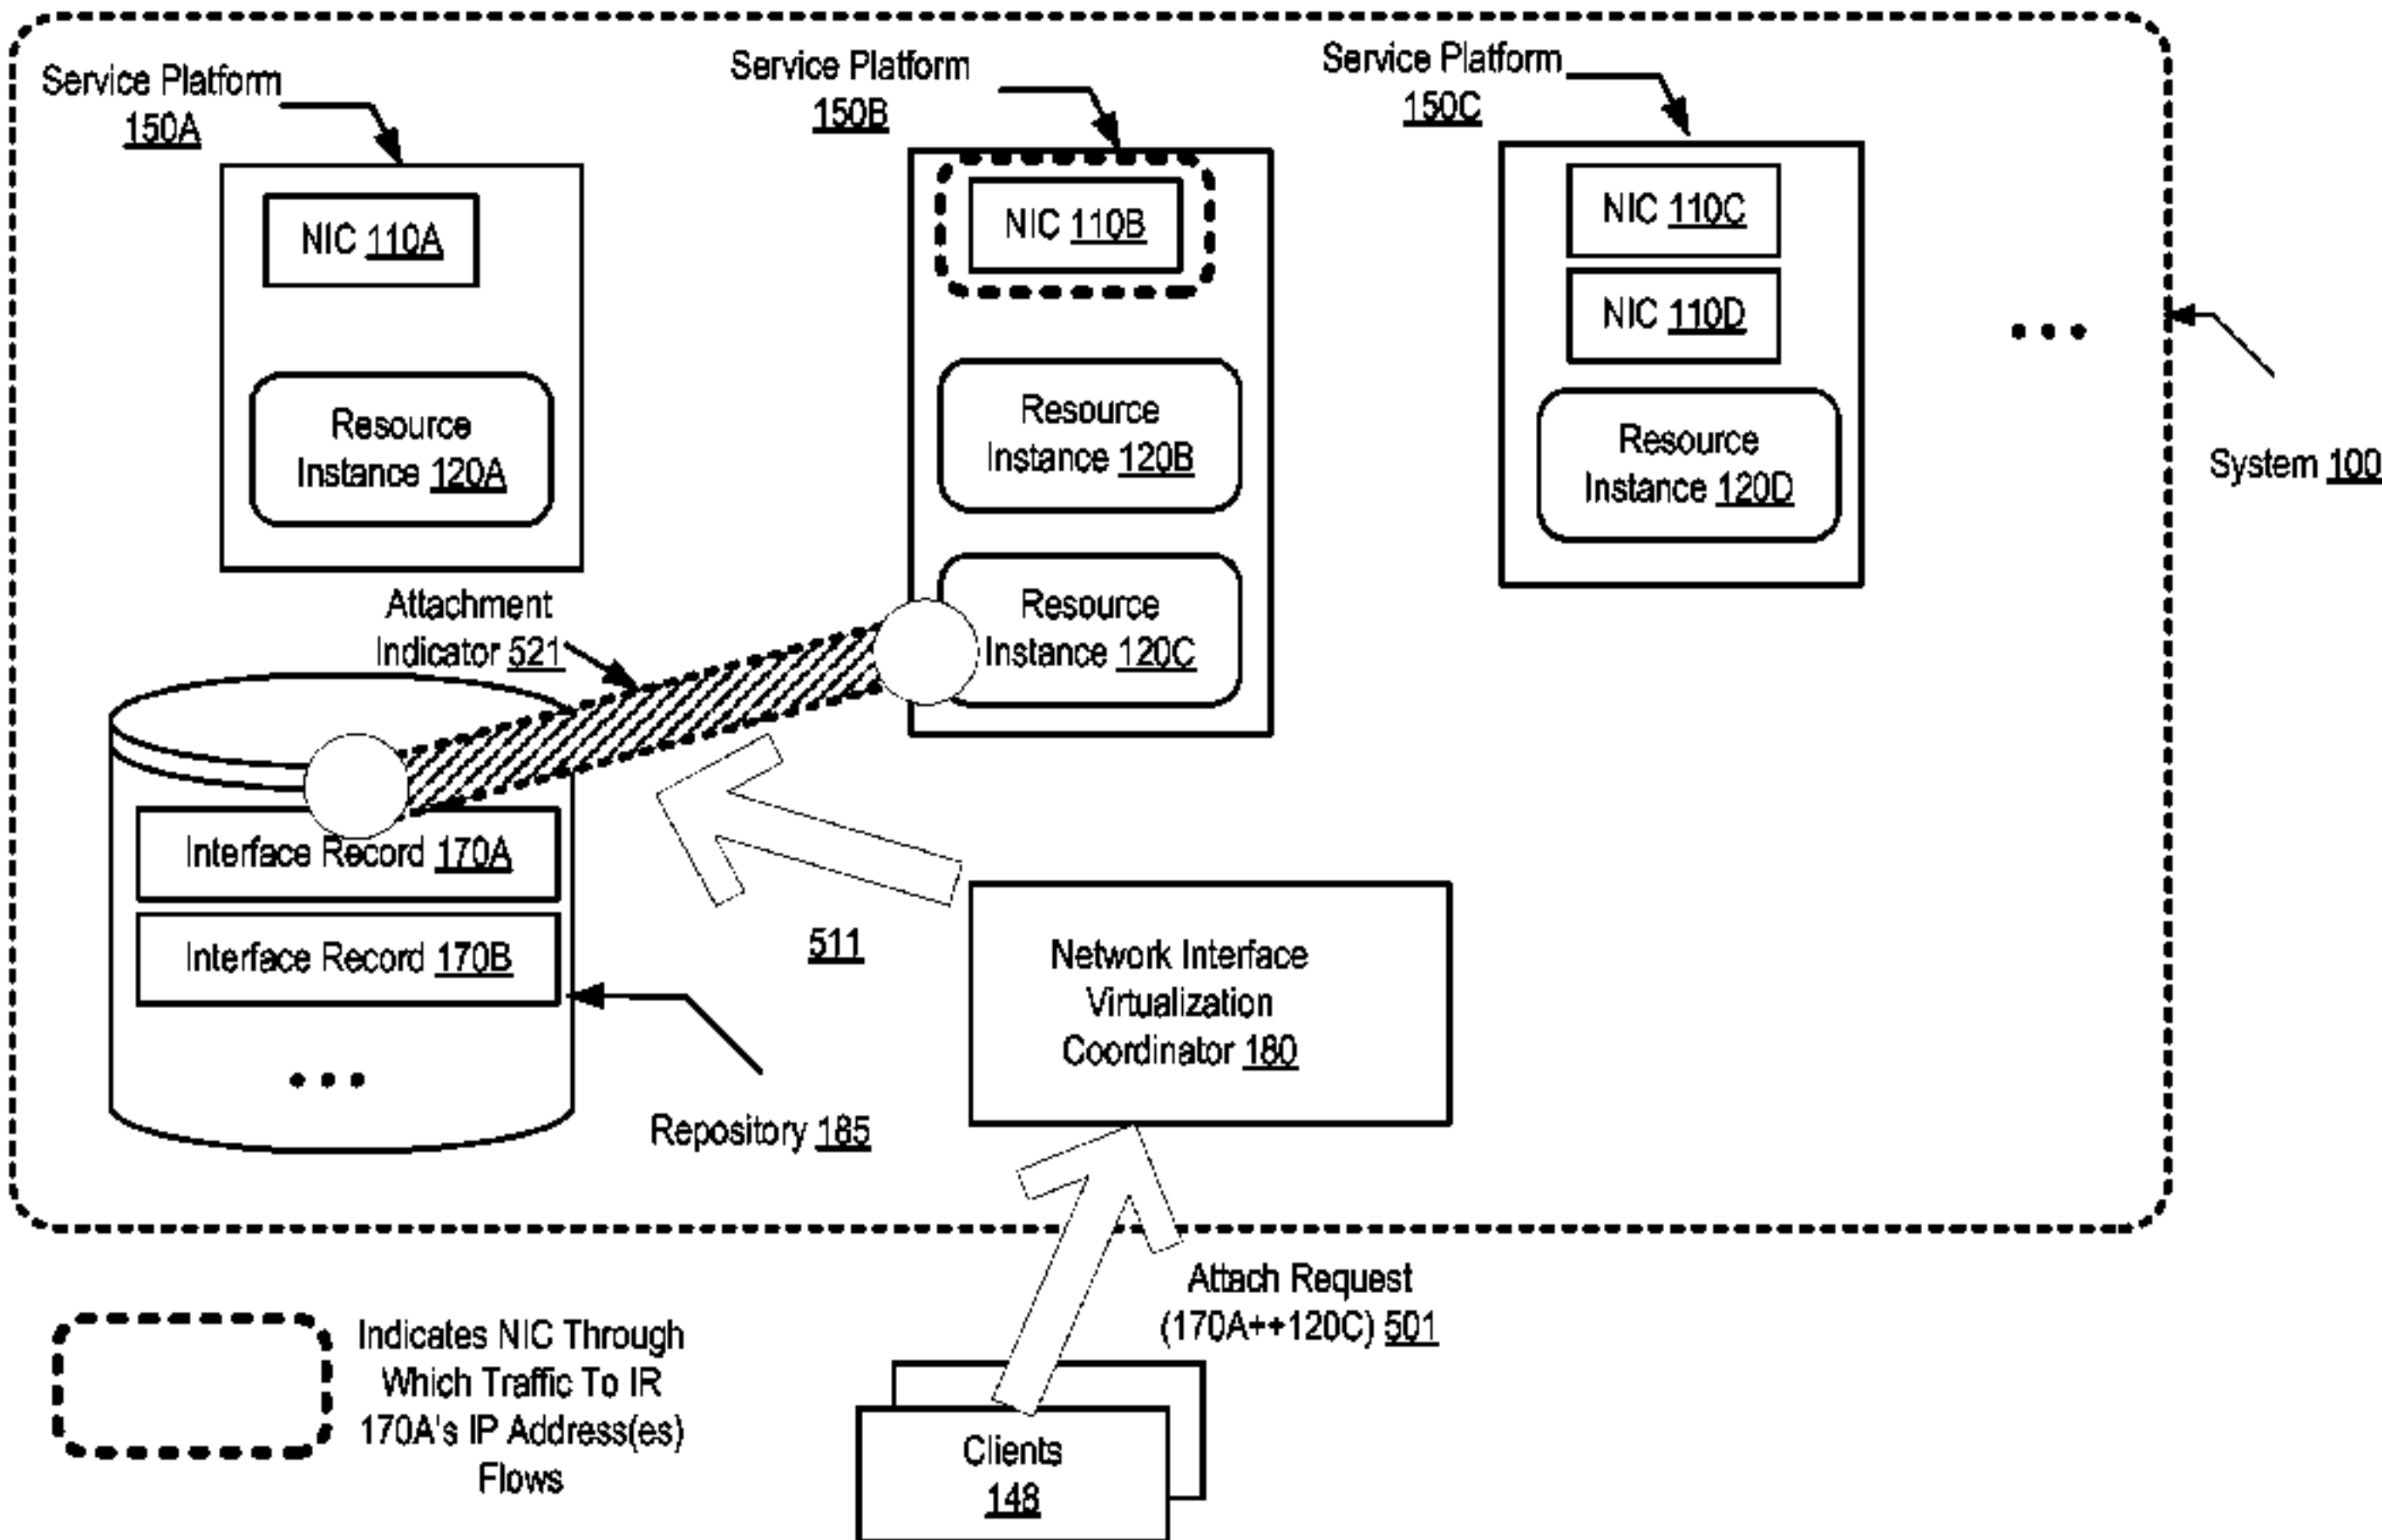 Service Platform
150A
Service Platform
150B
Service Platform
150C
NIC 110A
NIC 110B
NIC 110C
NIC 110D
Resource
Instance 120A
Resource
Instance 120B
Resource
Instance 120D
System 100
Attachment
Indicator 521
Resource
Instance 120C
Interface Record 170A
Interface Record 170B
511
Network Interface
Virtualization
Coordinator 180
Repository 185
Attach Request
(170A++120C) 501
Indicates NIC Through
Which Traffic To IR
170A's IP Address(es)
Flows
Clients
148